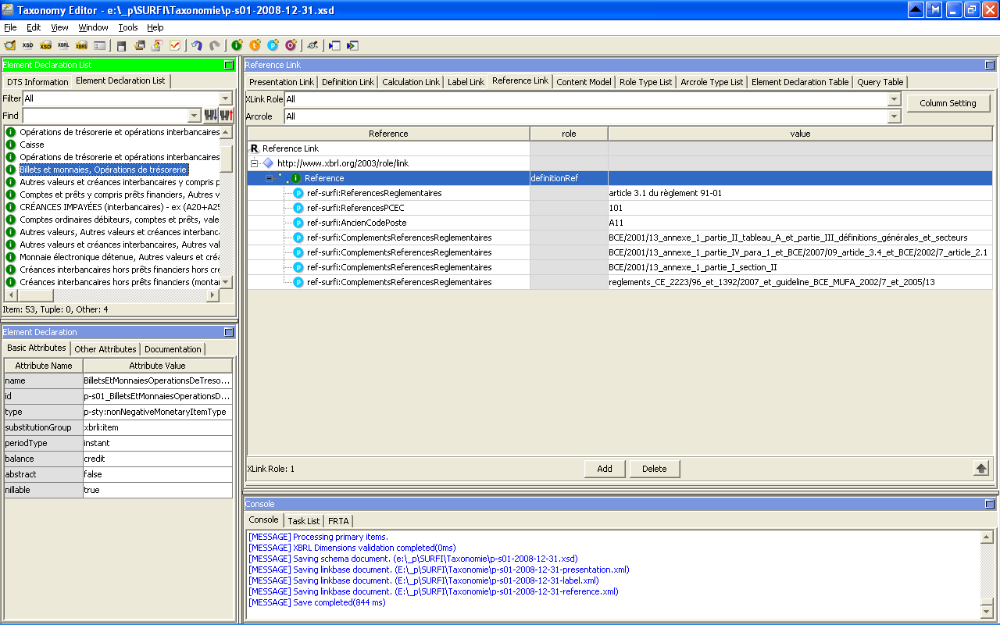 Taxonomy Editor - e:\_p\SURFI\Taxonomie\p-s01-2008-12-31.xsd
File Edit View Window Tools Help
XSD XSD XBRL XBRL
Element Declaration List
DTS Information Element Declaration List
Filter All
Find
Opérations de trésorerie et opérations interbancaires
Caisse
Opérations de trésorerie et opérations interbancaires
Billets et monnaies, Opérations de trésorerie
Autres valeurs et créances interbancaires y compris p
Comptes et prêts y compris prêts financiers, Autres v
CRÉANCES IMPAYÉES (interbancaires) - ex (A20+A25
Comptes ordinaires débiteurs, comptes et prêts, vale
Autres valeurs, Autres valeurs et créances interbanc
Autres valeurs et créances interbancaires, Autres va
Monnaie électronique détenue, Autres valeurs et créa
Créances interbancaires hors prêts financiers hors cré
Créances interbancaires hors prêts financiers (montar
Item: 53, Tuple: 0, Other: 4
Element Declaration
Basic Attributes Other Attributes Documentation
Attribute Name Attribute Value
name BilletsEtMonnaiesOperationsDeTreso...
id p-s01_BilletsEtMonnaiesOperationsD...
type p-sty:nonNegativeMonetaryItemType
substitutionGroup xbrli:item
periodType instant
balance credit
abstract false
nillable true
Reference Link
Presentation Link Definition Link Calculation Link Label Link Reference Link Content Model Role Type List Arcrole Type List Element Declaration Table Query Table
XLink Role All Column Setting
Arcrole All
Reference role value
R Reference Link
http://www.xbrl.org/2003/role/link
Reference definitionRef
ref-surfi:ReferencesReglementaires article 3.1 du règlement 91-01
ref-surfi:ReferencesPCEC 101
ref-surfi:AncienCodePoste A11
ref-surfi:ComplementsReferencesReglementaires BCE/2001/13_annexe_1_partie_II_tableau_A_et_partie_III_définitions_générales_et_secteurs
ref-surfi:ComplementsReferencesReglementaires BCE/2001/13_annexe_1_partie_IV_para_1_et_BCE/2007/09_article_3.4_et_BCE/2002/7_article_2.1
ref-surfi:ComplementsReferencesReglementaires BCE/2001/13_annexe_1_partie_I_section_II
ref-surfi:ComplementsReferencesReglementaires reglements_CE_2223/96_et_1392/2007_et_guideline_BCE_MUFA_2002/7_et_2005/13
XLink Role: 1 Add Delete
Console
Console Task List FRTA
[MESSAGE] Processing primary items.
[MESSAGE] XBRL Dimensions validation completed(0ms)
[MESSAGE] Saving schema document. (e:\_p\SURFI\Taxonomie\p-s01-2008-12-31.xsd)
[MESSAGE] Saving linkbase document. (E:\_p\SURFI\Taxonomie\p-s01-2008-12-31-presentation.xml)
[MESSAGE] Saving linkbase document. (E:\_p\SURFI\Taxonomie\p-s01-2008-12-31-label.xml)
[MESSAGE] Saving linkbase document. (E:\_p\SURFI\Taxonomie\p-s01-2008-12-31-reference.xml)
[MESSAGE] Save completed(844 ms)